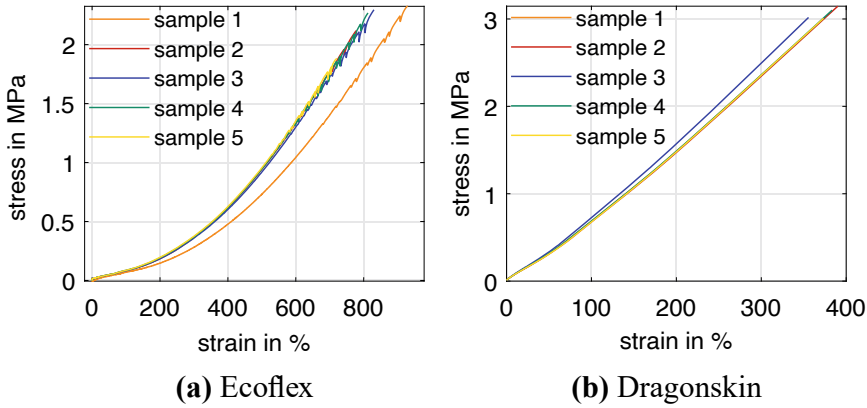 stress in MPa
2
1.5
1
0.5
0
sample 1
sample 2
sample 3
sample 4
sample 5
0 200 400 600 800
strain in %
(a) Ecoflex
stress in MPa
3
2
1
0
sample 1
sample 2
sample 3
sample 4
sample 5
0 100 200 300 400
strain in %
(b) Dragonskin